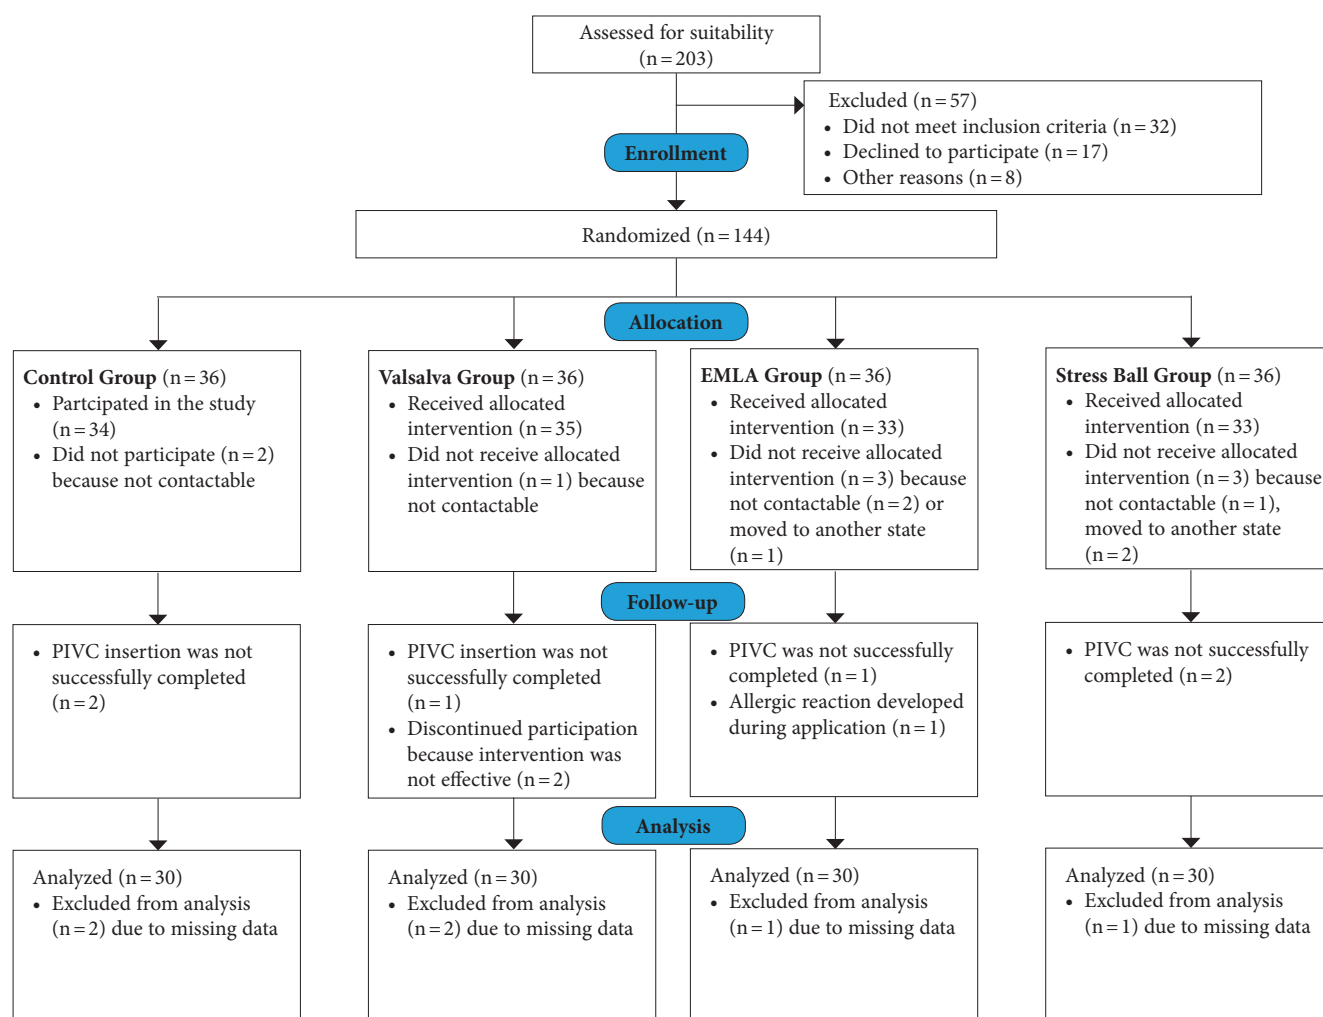 Assessed for suitability
(n = 203)
Excluded (n = 57)
• Did not meet inclusion criteria (n = 32)
• Declined to participate (n = 17)
• Other reasons (n = 8)
Enrollment
Randomized (n = 144)
Allocation
Control Group (n = 36)
• Partcipated in the study
(n = 34)
• Did not participate (n = 2)
because not contactable
Valsalva Group (n = 36)
• Received allocated
intervention (n = 35)
• Did not receive allocated
intervention (n = 1) because
not contactable
EMLA Group (n = 36)
• Received allocated
intervention (n = 33)
• Did not receive allocated
intervention (n = 3) because
not contactable (n = 2) or
moved to another state
(n = 1)
Stress Ball Group (n = 36)
• Received allocated
intervention (n = 33)
• Did not receive allocated
intervention (n = 3) because
not contactable (n = 1),
moved to another state
(n = 2)
Follow-up
• PIVC insertion was not
successfully completed
(n = 2)
• PIVC insertion was not
successfully completed
(n = 1)
• Discontinued participation
because intervention was
not effective (n = 2)
• PIVC was not successfully
completed (n = 1)
• Allergic reaction developed
during application (n = 1)
• PIVC was not successfully
completed (n = 2)
Analysis
Analyzed (n = 30)
• Excluded from analysis
(n = 2) due to missing data
Analyzed (n = 30)
• Excluded from analysis
(n = 2) due to missing data
Analyzed (n = 30)
• Excluded from analysis
(n = 1) due to missing data
Analyzed (n = 30)
• Excluded from analysis
(n = 1) due to missing data